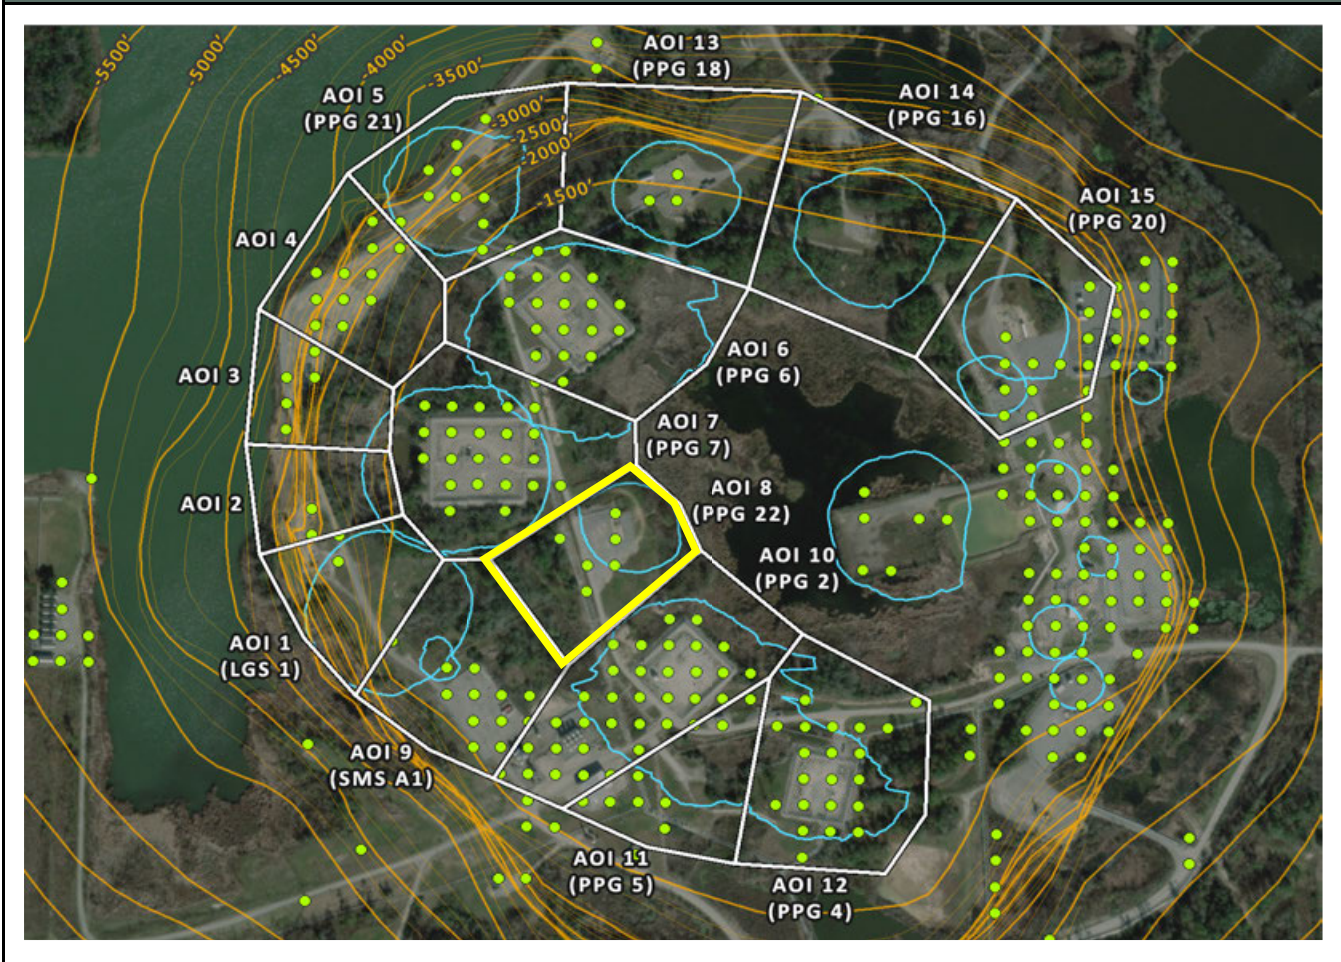 -5500'
-5000'
-4500'
-4000'
-3500'
-3000'
-2500'
-2000'
-1500'
AOI 13
(PPG 18)
AOI 5
(PPG 21)
AOI 14
(PPG 16)
AOI 15
(PPG 20)
AOI 4
AOI 6
(PPG 6)
AOI 3
AOI 7
(PPG 7)
AOI 2
AOI 8
(PPG 22)
AOI 10
(PPG 2)
AOI 1
(LGS 1)
AOI 9
(SMS A1)
AOI 11
(PPG 5)
AOI 12
(PPG 4)